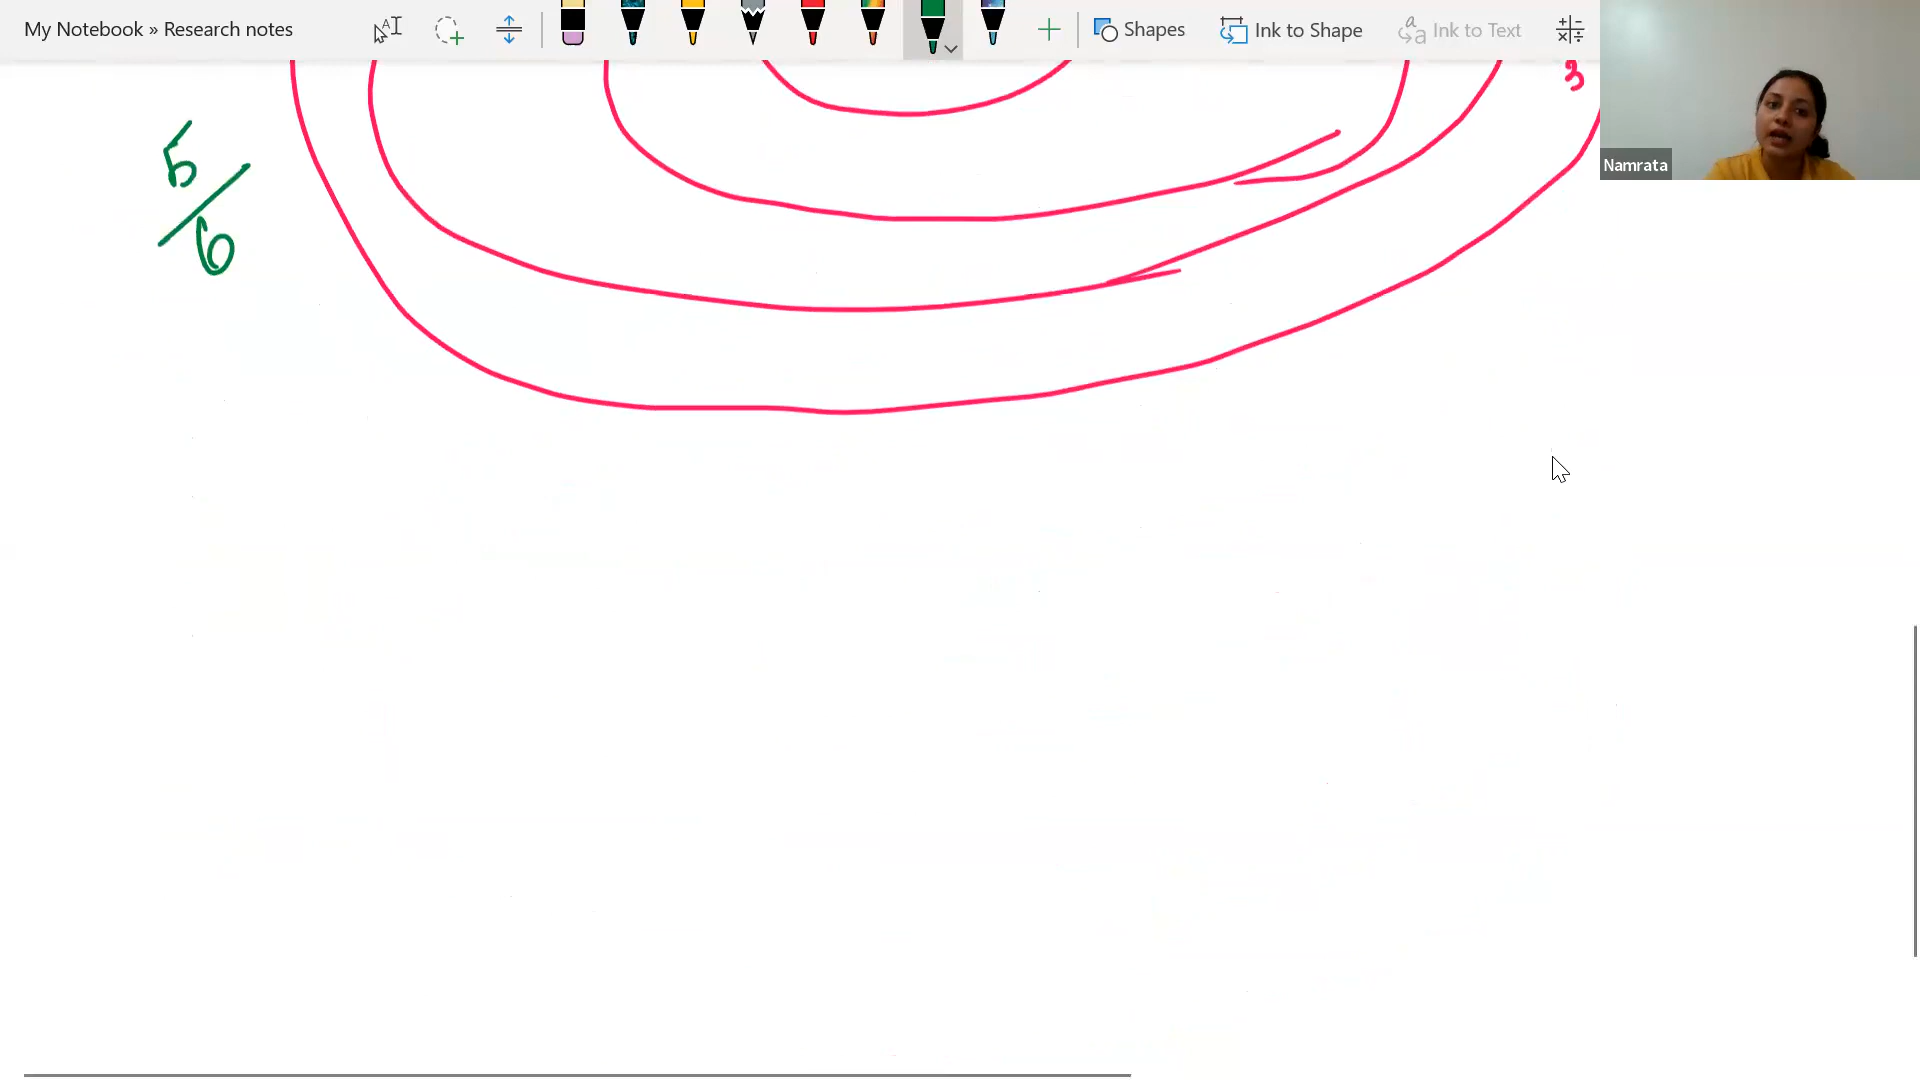 My Notebook » Research notes
Shapes
Ink to Shape
Ink to Text
3
Namrata
5/6